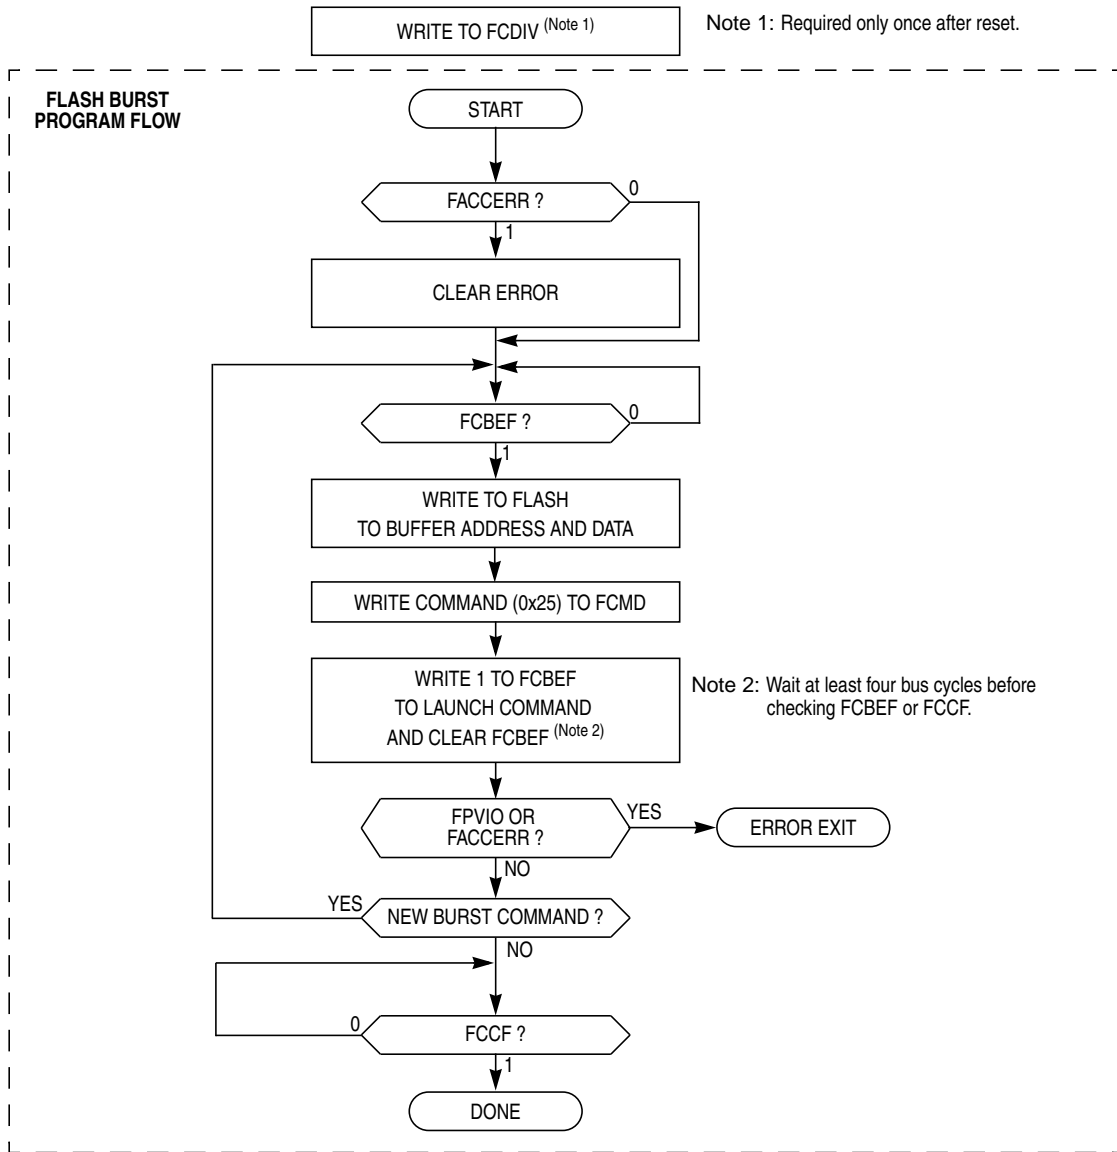 WRITE TO FCDIV (Note 1)
Note 1: Required only once after reset.
FLASH BURST
PROGRAM FLOW
START
FACCERR ?
0
1
CLEAR ERROR
FCBEF ?
0
1
WRITE TO FLASH
TO BUFFER ADDRESS AND DATA
WRITE COMMAND (0x25) TO FCMD
WRITE 1 TO FCBEF
TO LAUNCH COMMAND
AND CLEAR FCBEF (Note 2)
Note 2: Wait at least four bus cycles before
checking FCBEF or FCCF.
FPVIO OR
FACCERR ?
YES
ERROR EXIT
NO
YES
NEW BURST COMMAND ?
NO
0
FCCF ?
1
DONE